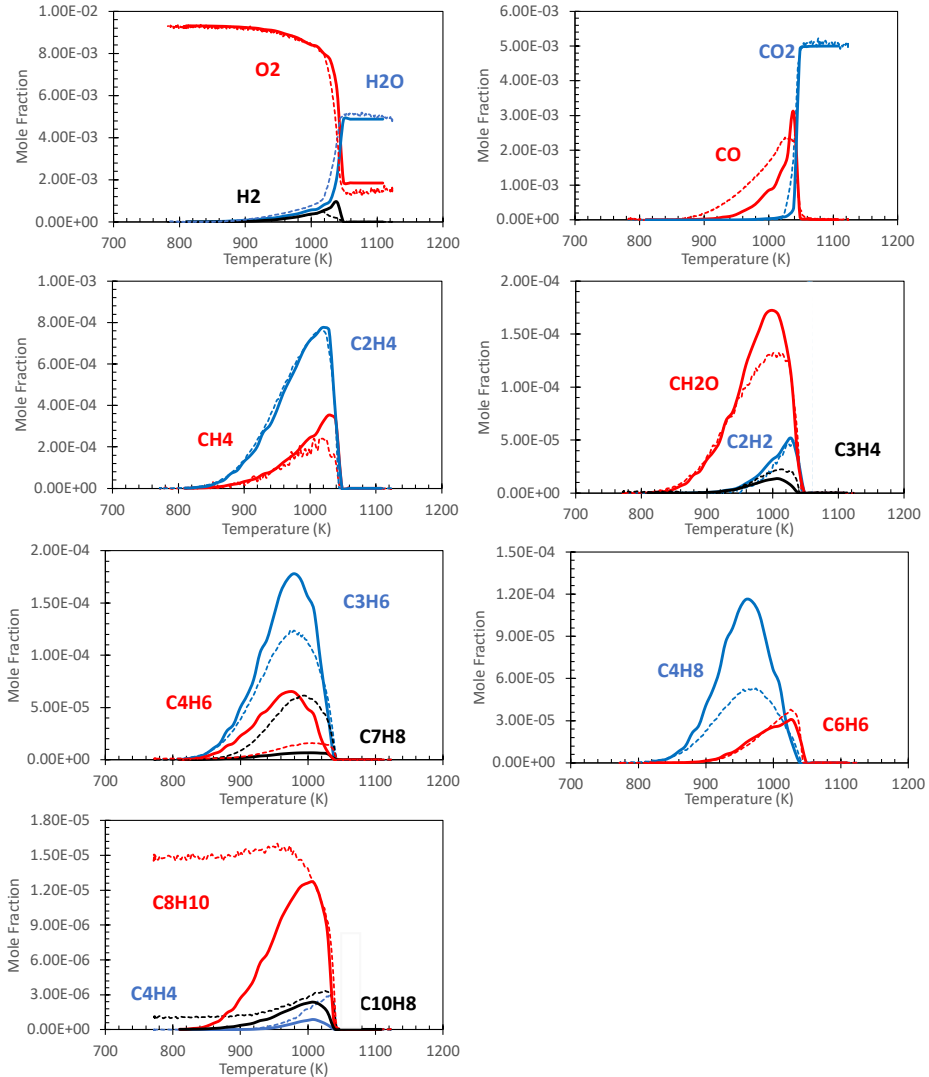 1.00E-02
8.00E-03
6.00E-03
4.00E-03
2.00E-03
0.00E+00
Mole Fraction
O2
H2O
H2
700 800 900 1000 1100 1200
Temperature (K)
6.00E-03
5.00E-03
4.00E-03
3.00E-03
2.00E-03
1.00E-03
0.00E+00
Mole Fraction
CO2
CO
700 800 900 1000 1100 1200
Temperature (K)
1.00E-03
8.00E-04
6.00E-04
4.00E-04
2.00E-04
0.00E+00
Mole Fraction
C2H4
CH4
700 800 900 1000 1100 1200
Temperature (K)
2.00E-04
1.50E-04
1.00E-04
5.00E-05
0.00E+00
Mole Fraction
CH2O
C2H2
C3H4
700 800 900 1000 1100 1200
Temperature (K)
2.00E-04
1.50E-04
1.00E-04
5.00E-05
0.00E+00
Mole Fraction
C3H6
C4H6
C7H8
700 800 900 1000 1100 1200
Temperature (K)
1.50E-04
1.20E-04
9.00E-05
6.00E-05
3.00E-05
0.00E+00
Mole Fraction
C4H8
C6H6
700 800 900 1000 1100 1200
Temperature (K)
1.80E-05
1.50E-05
1.20E-05
9.00E-06
6.00E-06
3.00E-06
0.00E+00
Mole Fraction
C8H10
C4H4
C10H8
700 800 900 1000 1100 1200
Temperature (K)